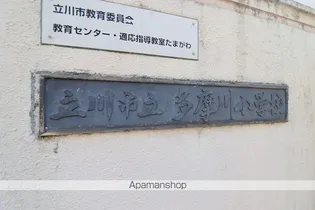 立川市教育委員会
教育センター・適応指導教室たまがわ
立川市立 多摩川小学校
Apamanshop